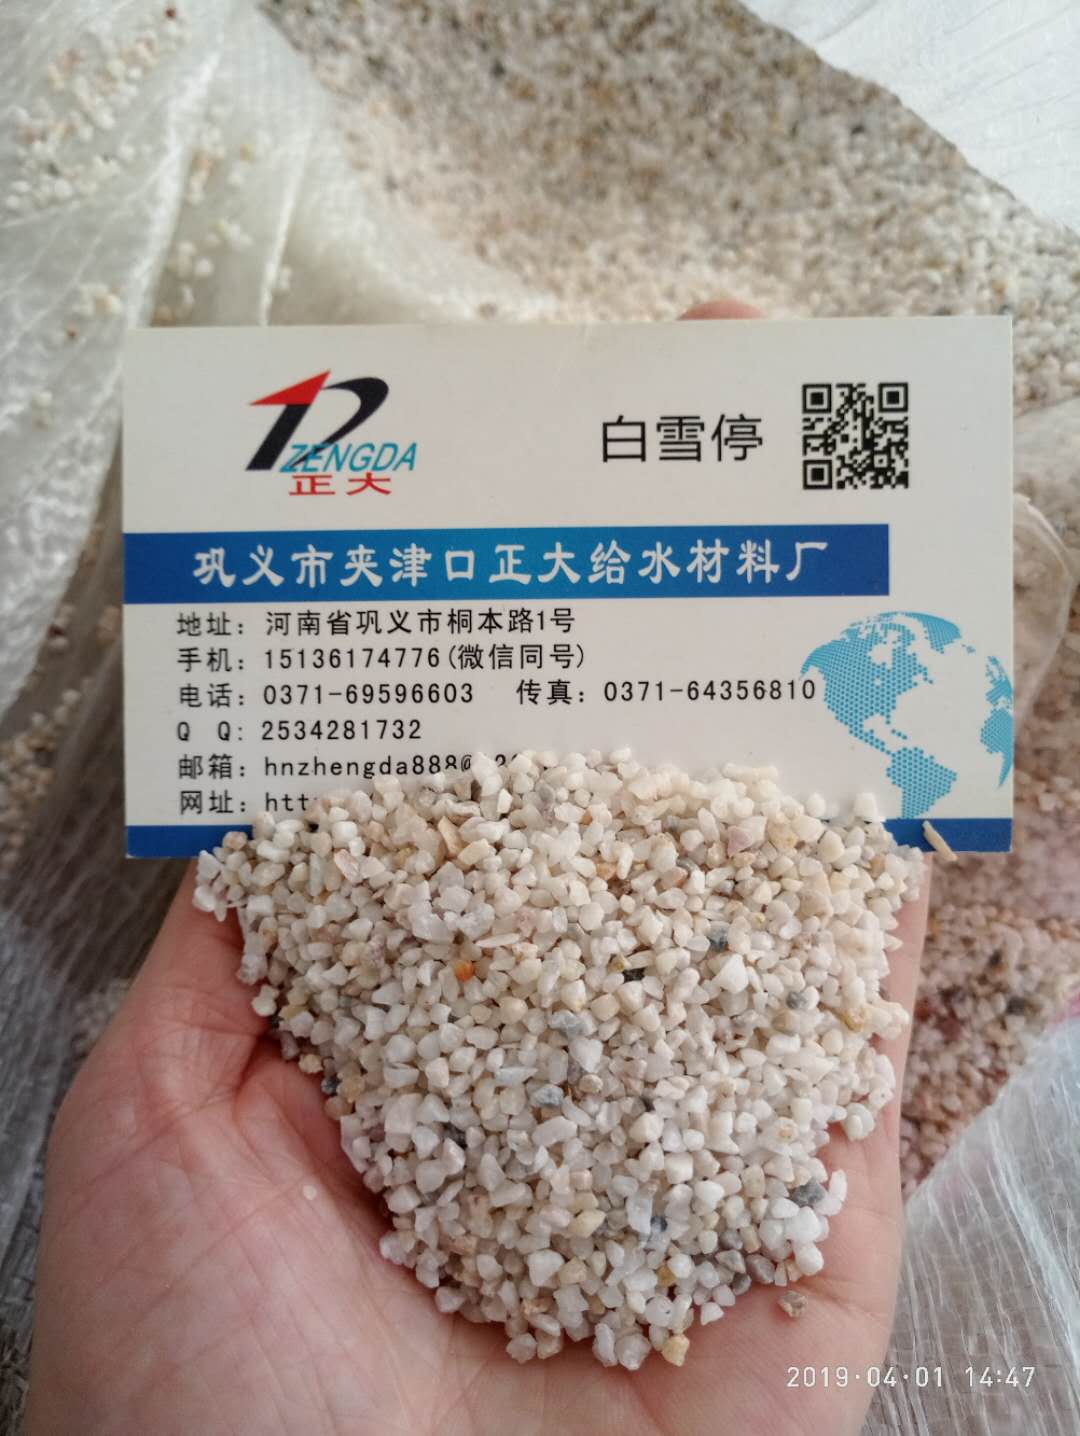 ZENGDA
正大
白雪停
巩义市夹津口正大给水材料厂
地址：河南省巩义市桐本路1号
手机：15136174776(微信同号)
电话：0371-69596603 传真：0371-64356810
Q Q：2534281732
邮箱：hnzhengda888@
网址：htt
2019·04·01 14:47